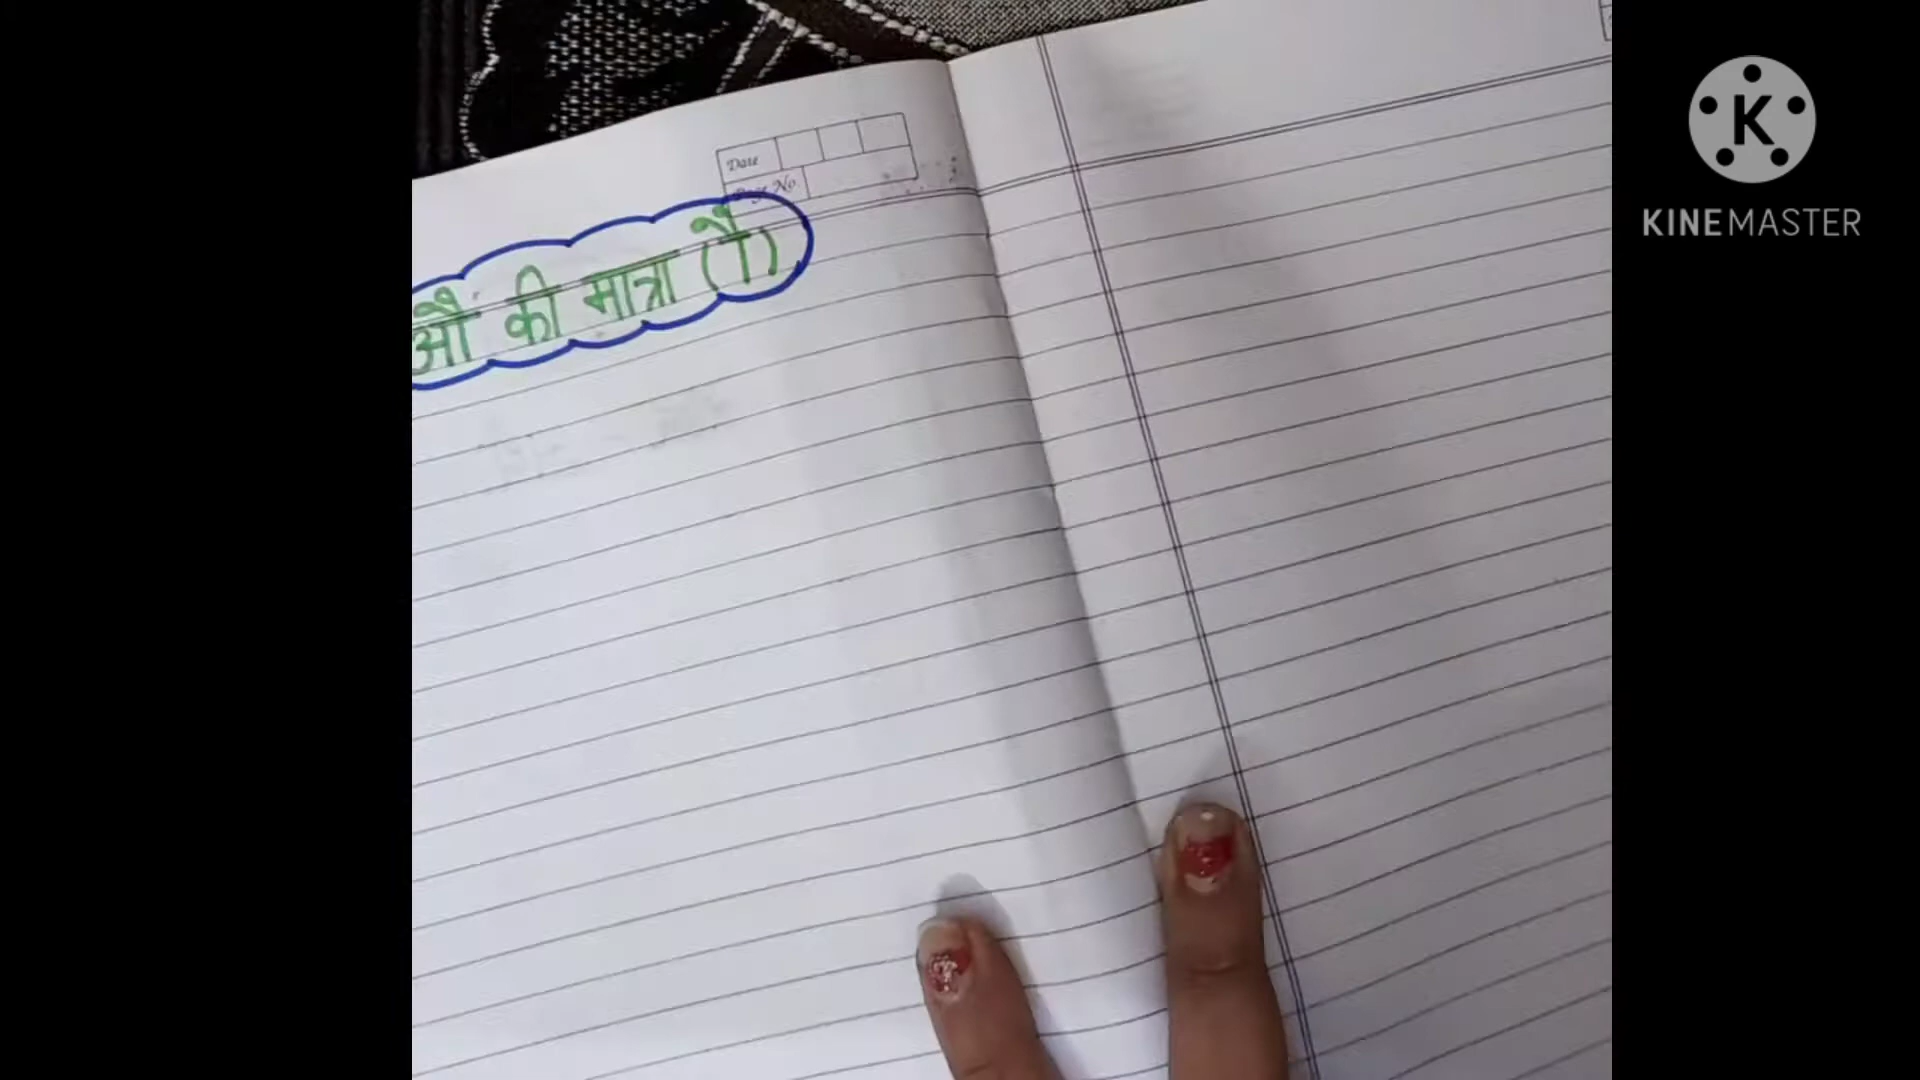 Date
Page No.
औ की मात्रा (ौ)
KINEMASTER